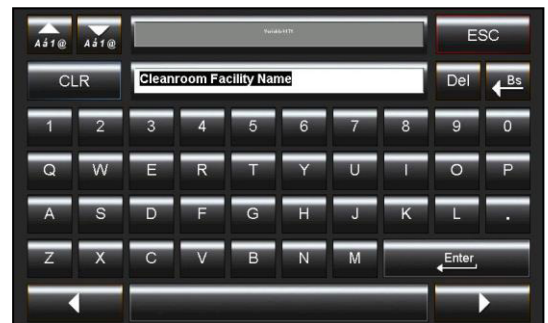 Aá1@ Aá1@ ESC
CLR Cleanroom Facility Name Del Bs
1 2 3 4 5 6 7 8 9 0
Q W E R T Y U I O P
A S D F G H J K L .
Z X C V B N M Enter